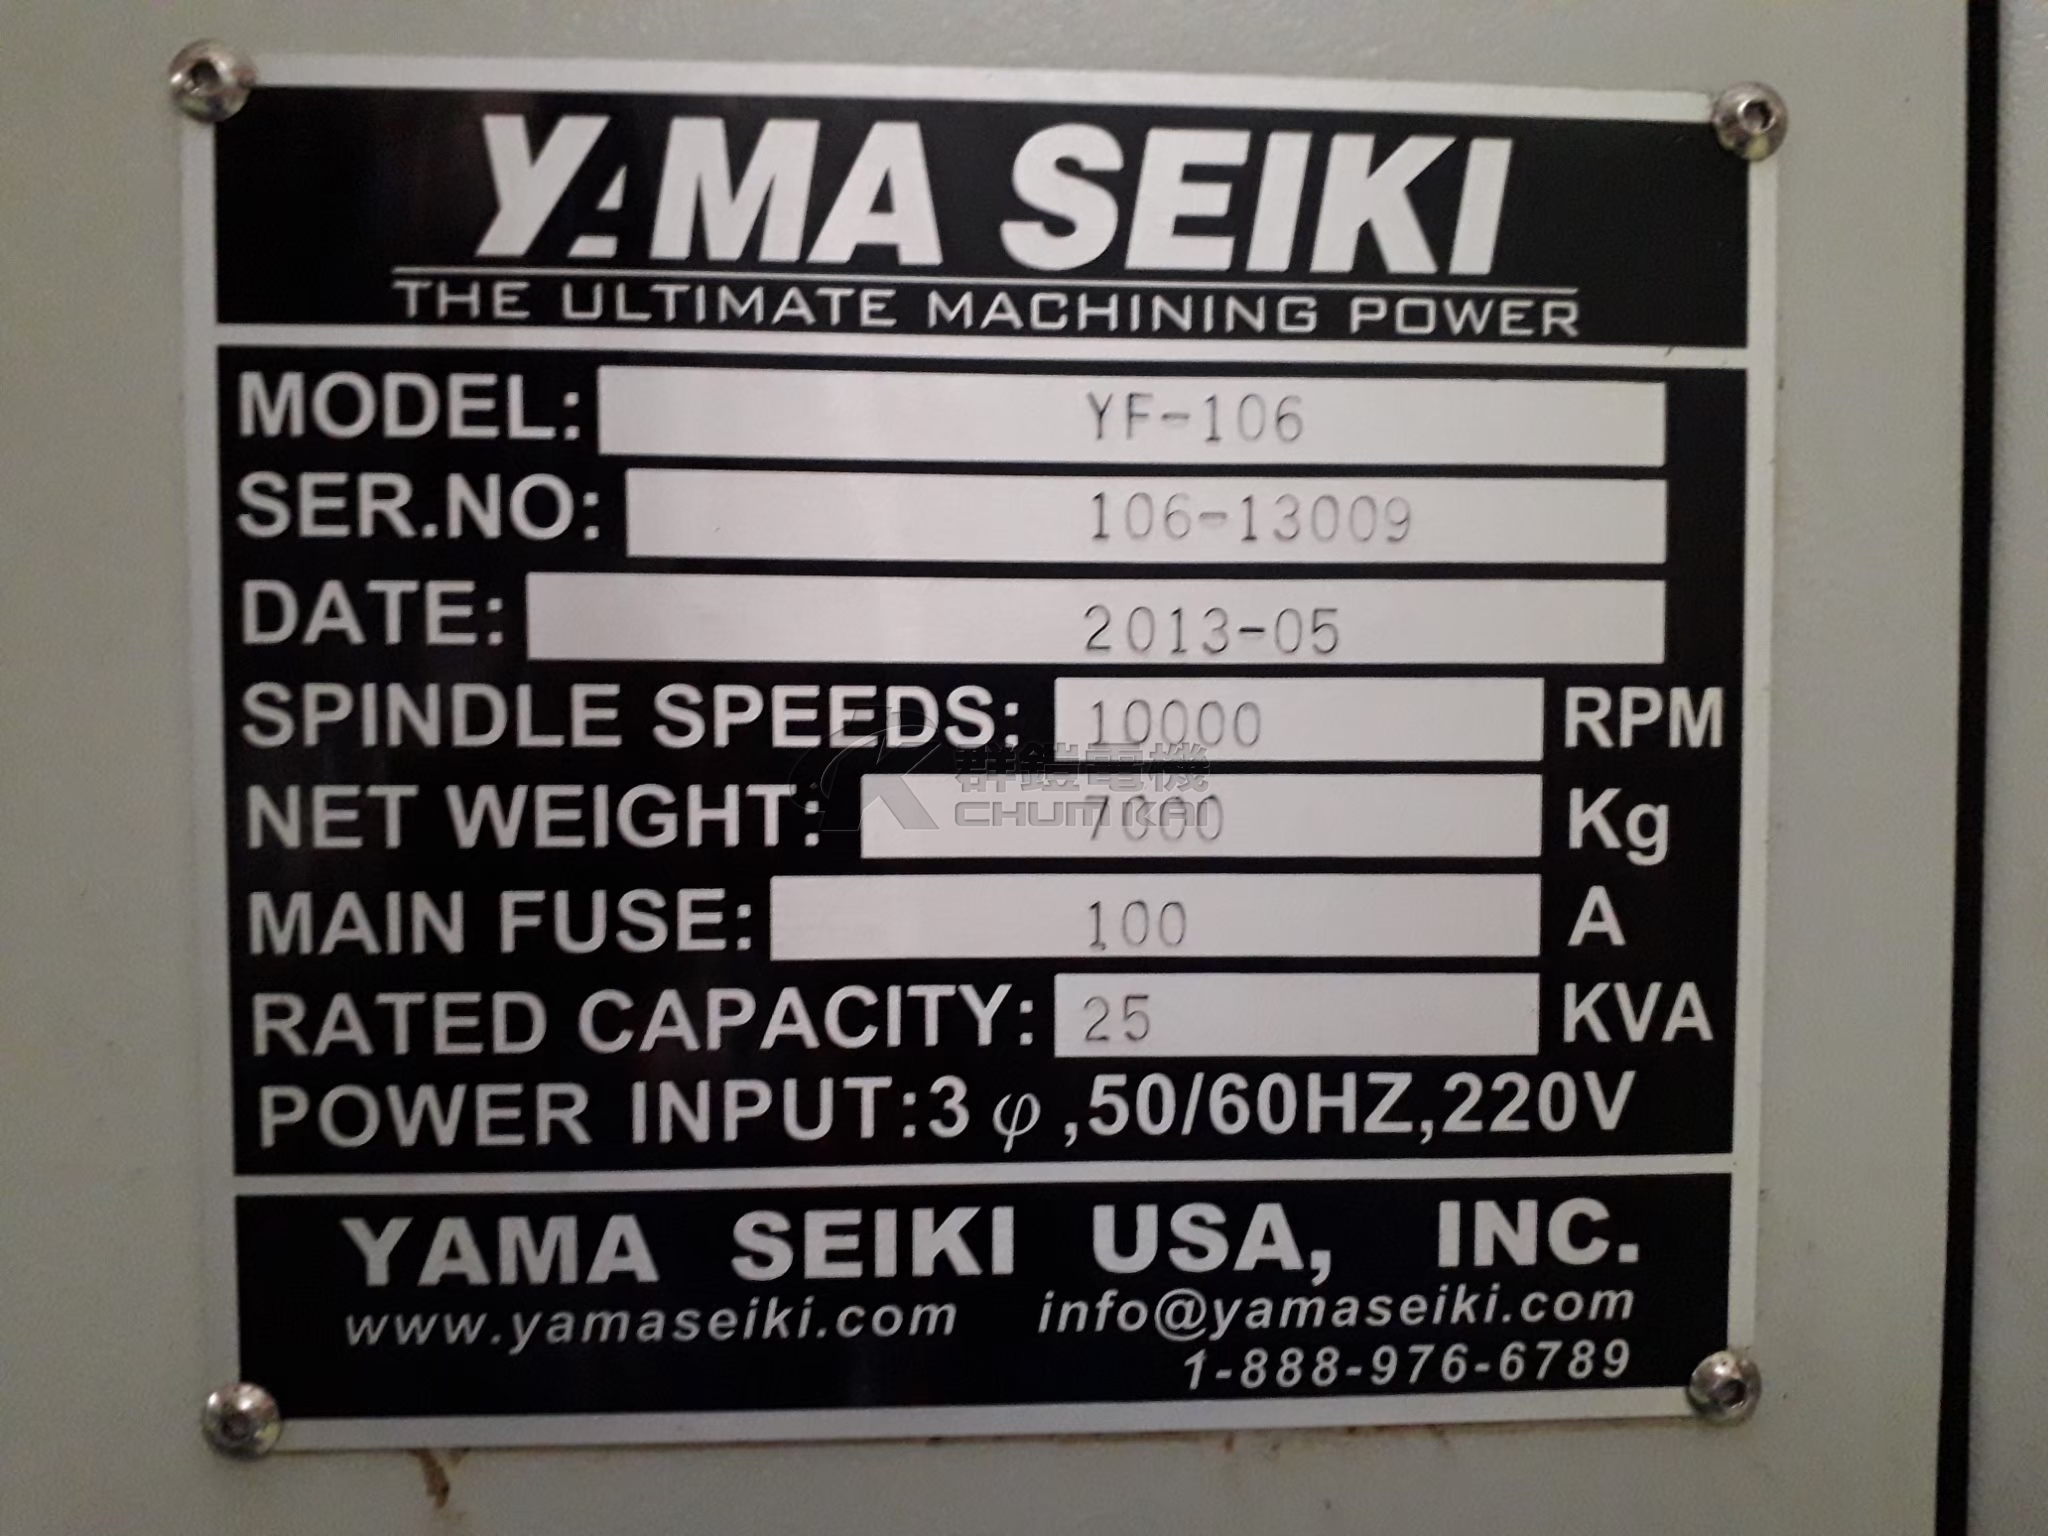 YAMA SEIKI
THE ULTIMATE MACHINING POWER
MODEL: YF-106
SER.NO: 106-13009
DATE: 2013-05
SPINDLE SPEEDS: 10000 RPM
群鎧電機
CHUM KAI
NET WEIGHT: 7000 Kg
MAIN FUSE: 100 A
RATED CAPACITY: 25 KVA
POWER INPUT:3φ,50/60HZ,220V
YAMA SEIKI USA, INC.
www.yamaseiki.com info@yamaseiki.com
1-888-976-6789